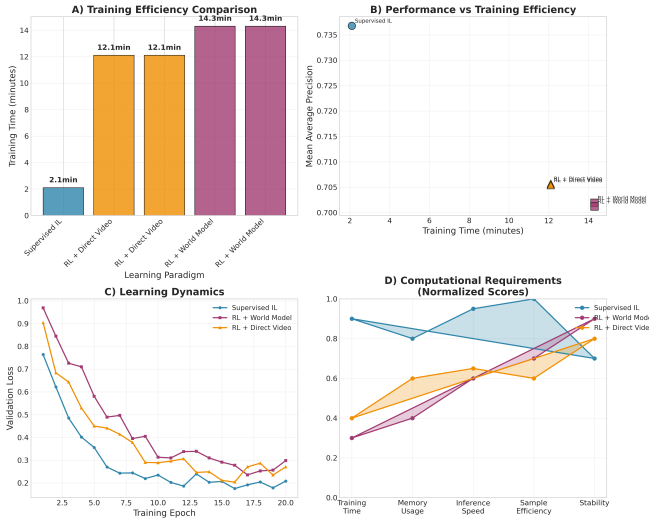 A) Training Efficiency Comparison
Training Time (minutes)
14
12
10
8
6
4
2
0
2.1min
12.1min
12.1min
14.3min
14.3min
Supervised IL
RL + Direct Video
RL + Direct Video
RL + World Model
RL + World Model
Learning Paradigm
B) Performance vs Training Efficiency
Mean Average Precision
0.735
0.730
0.725
0.720
0.715
0.710
0.705
0.700
Supervised IL
RL + Direct Video
RL + Direct Video
RL + World Model
RL + World Model
2 4 6 8 10 12 14
Training Time (minutes)
C) Learning Dynamics
Validation Loss
1.0
0.9
0.8
0.7
0.6
0.5
0.4
0.3
0.2
Supervised IL
RL + World Model
RL + Direct Video
2.5 5.0 7.5 10.0 12.5 15.0 17.5 20.0
Training Epoch
D) Computational Requirements
(Normalized Scores)
1.0
0.8
0.6
0.4
0.2
0.0
Supervised IL
RL + World Mode
RL + Direct Vide
Training
Time
Memory
Usage
Inference
Speed
Sample
Efficiency
Stability